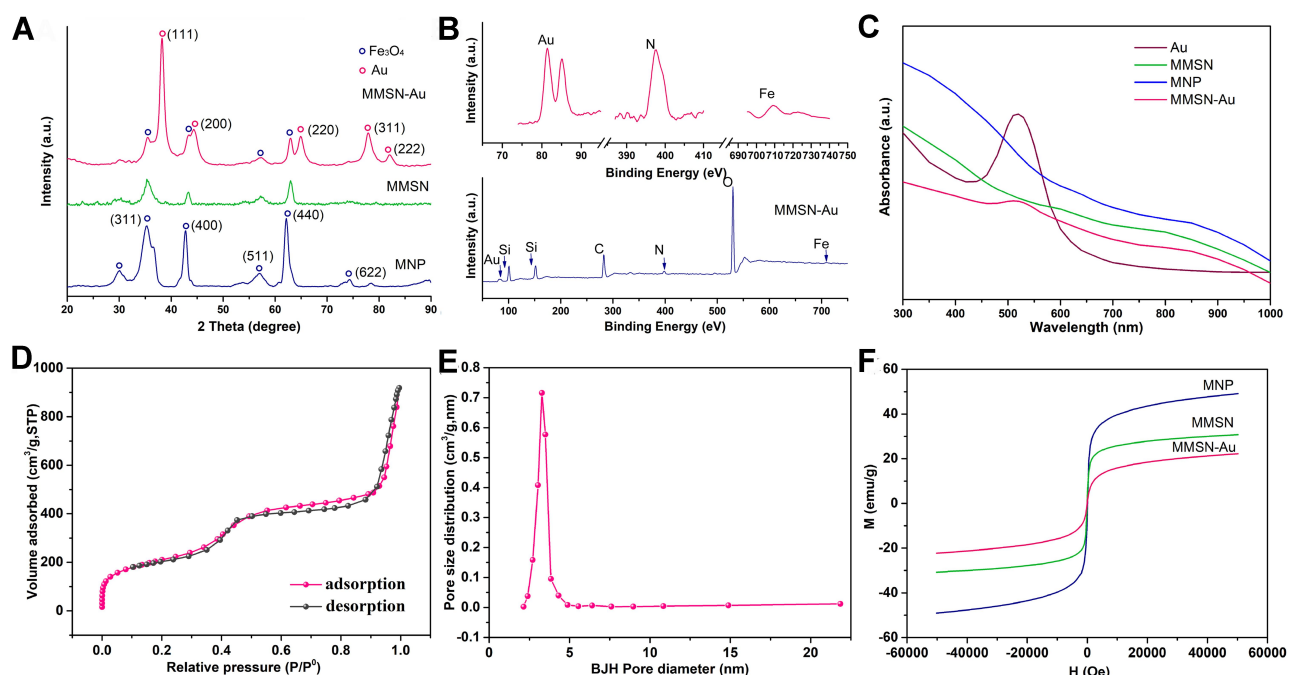 A
Intensity (a.u.)
(111)
Fe₃O₄
Au
MMSN-Au
(200)
(220)
(311)
(222)
MMSN
(311)
(400)
(440)
(511)
(622)
MNP
20 30 40 50 60 70 80 90
2 Theta (degree)
B
Intensity (a.u.)
Au
N
Fe
70 80 90 390 400 410 690 700 710 720 730 740 750
Binding Energy (eV)
Intensity (a.u.)
O
MMSN-Au
Au
Si
Si
C
N
Fe
100 200 300 400 500 600 700
Binding Energy (eV)
C
Absorbance (a.u.)
Au
MMSN
MNP
MMSN-Au
300 400 500 600 700 800 900 1000
Wavelength (nm)
D
Volume adsorbed (cm³/g,STP)
1000
800
600
400
200
0
adsorption
desorption
0.0 0.2 0.4 0.6 0.8 1.0
Relative pressure (P/P⁰)
E
Pore size distribution (cm³/g,nm)
0.8
0.7
0.6
0.5
0.4
0.3
0.2
0.1
0.0
-0.1
0 5 10 15 20
BJH Pore diameter (nm)
F
M (emu/g)
60
40
20
0
-20
-40
-60
MNP
MMSN
MMSN-Au
-60000 -40000 -20000 0 20000 40000 60000
H (Oe)